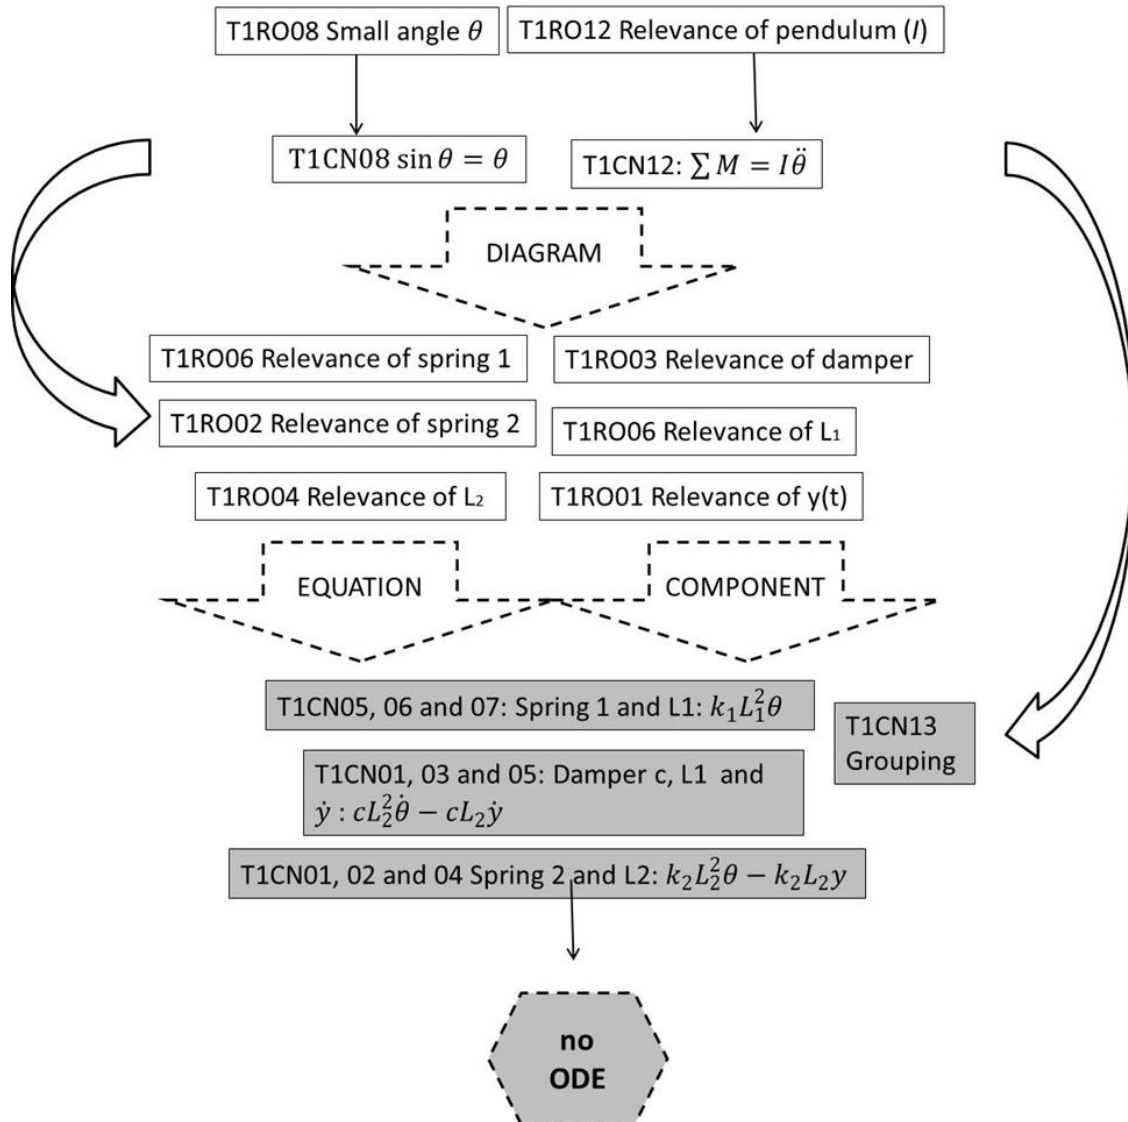 T1RO08 Small angle θ
T1RO12 Relevance of pendulum (I)
T1CN08 sin θ = θ
T1CN12: ∑ M = Iθ̈
DIAGRAM
T1RO06 Relevance of spring 1
T1RO03 Relevance of damper
T1RO02 Relevance of spring 2
T1RO06 Relevance of L₁
T1RO04 Relevance of L₂
T1RO01 Relevance of y(t)
EQUATION
COMPONENT
T1CN05, 06 and 07: Spring 1 and L1: k₁L₁²θ
T1CN13
Grouping
T1CN01, 03 and 05: Damper c, L1 and
ẏ : cL₂²θ̇ − cL₂ẏ
T1CN01, 02 and 04 Spring 2 and L2: k₂L₂²θ − k₂L₂y
no
ODE